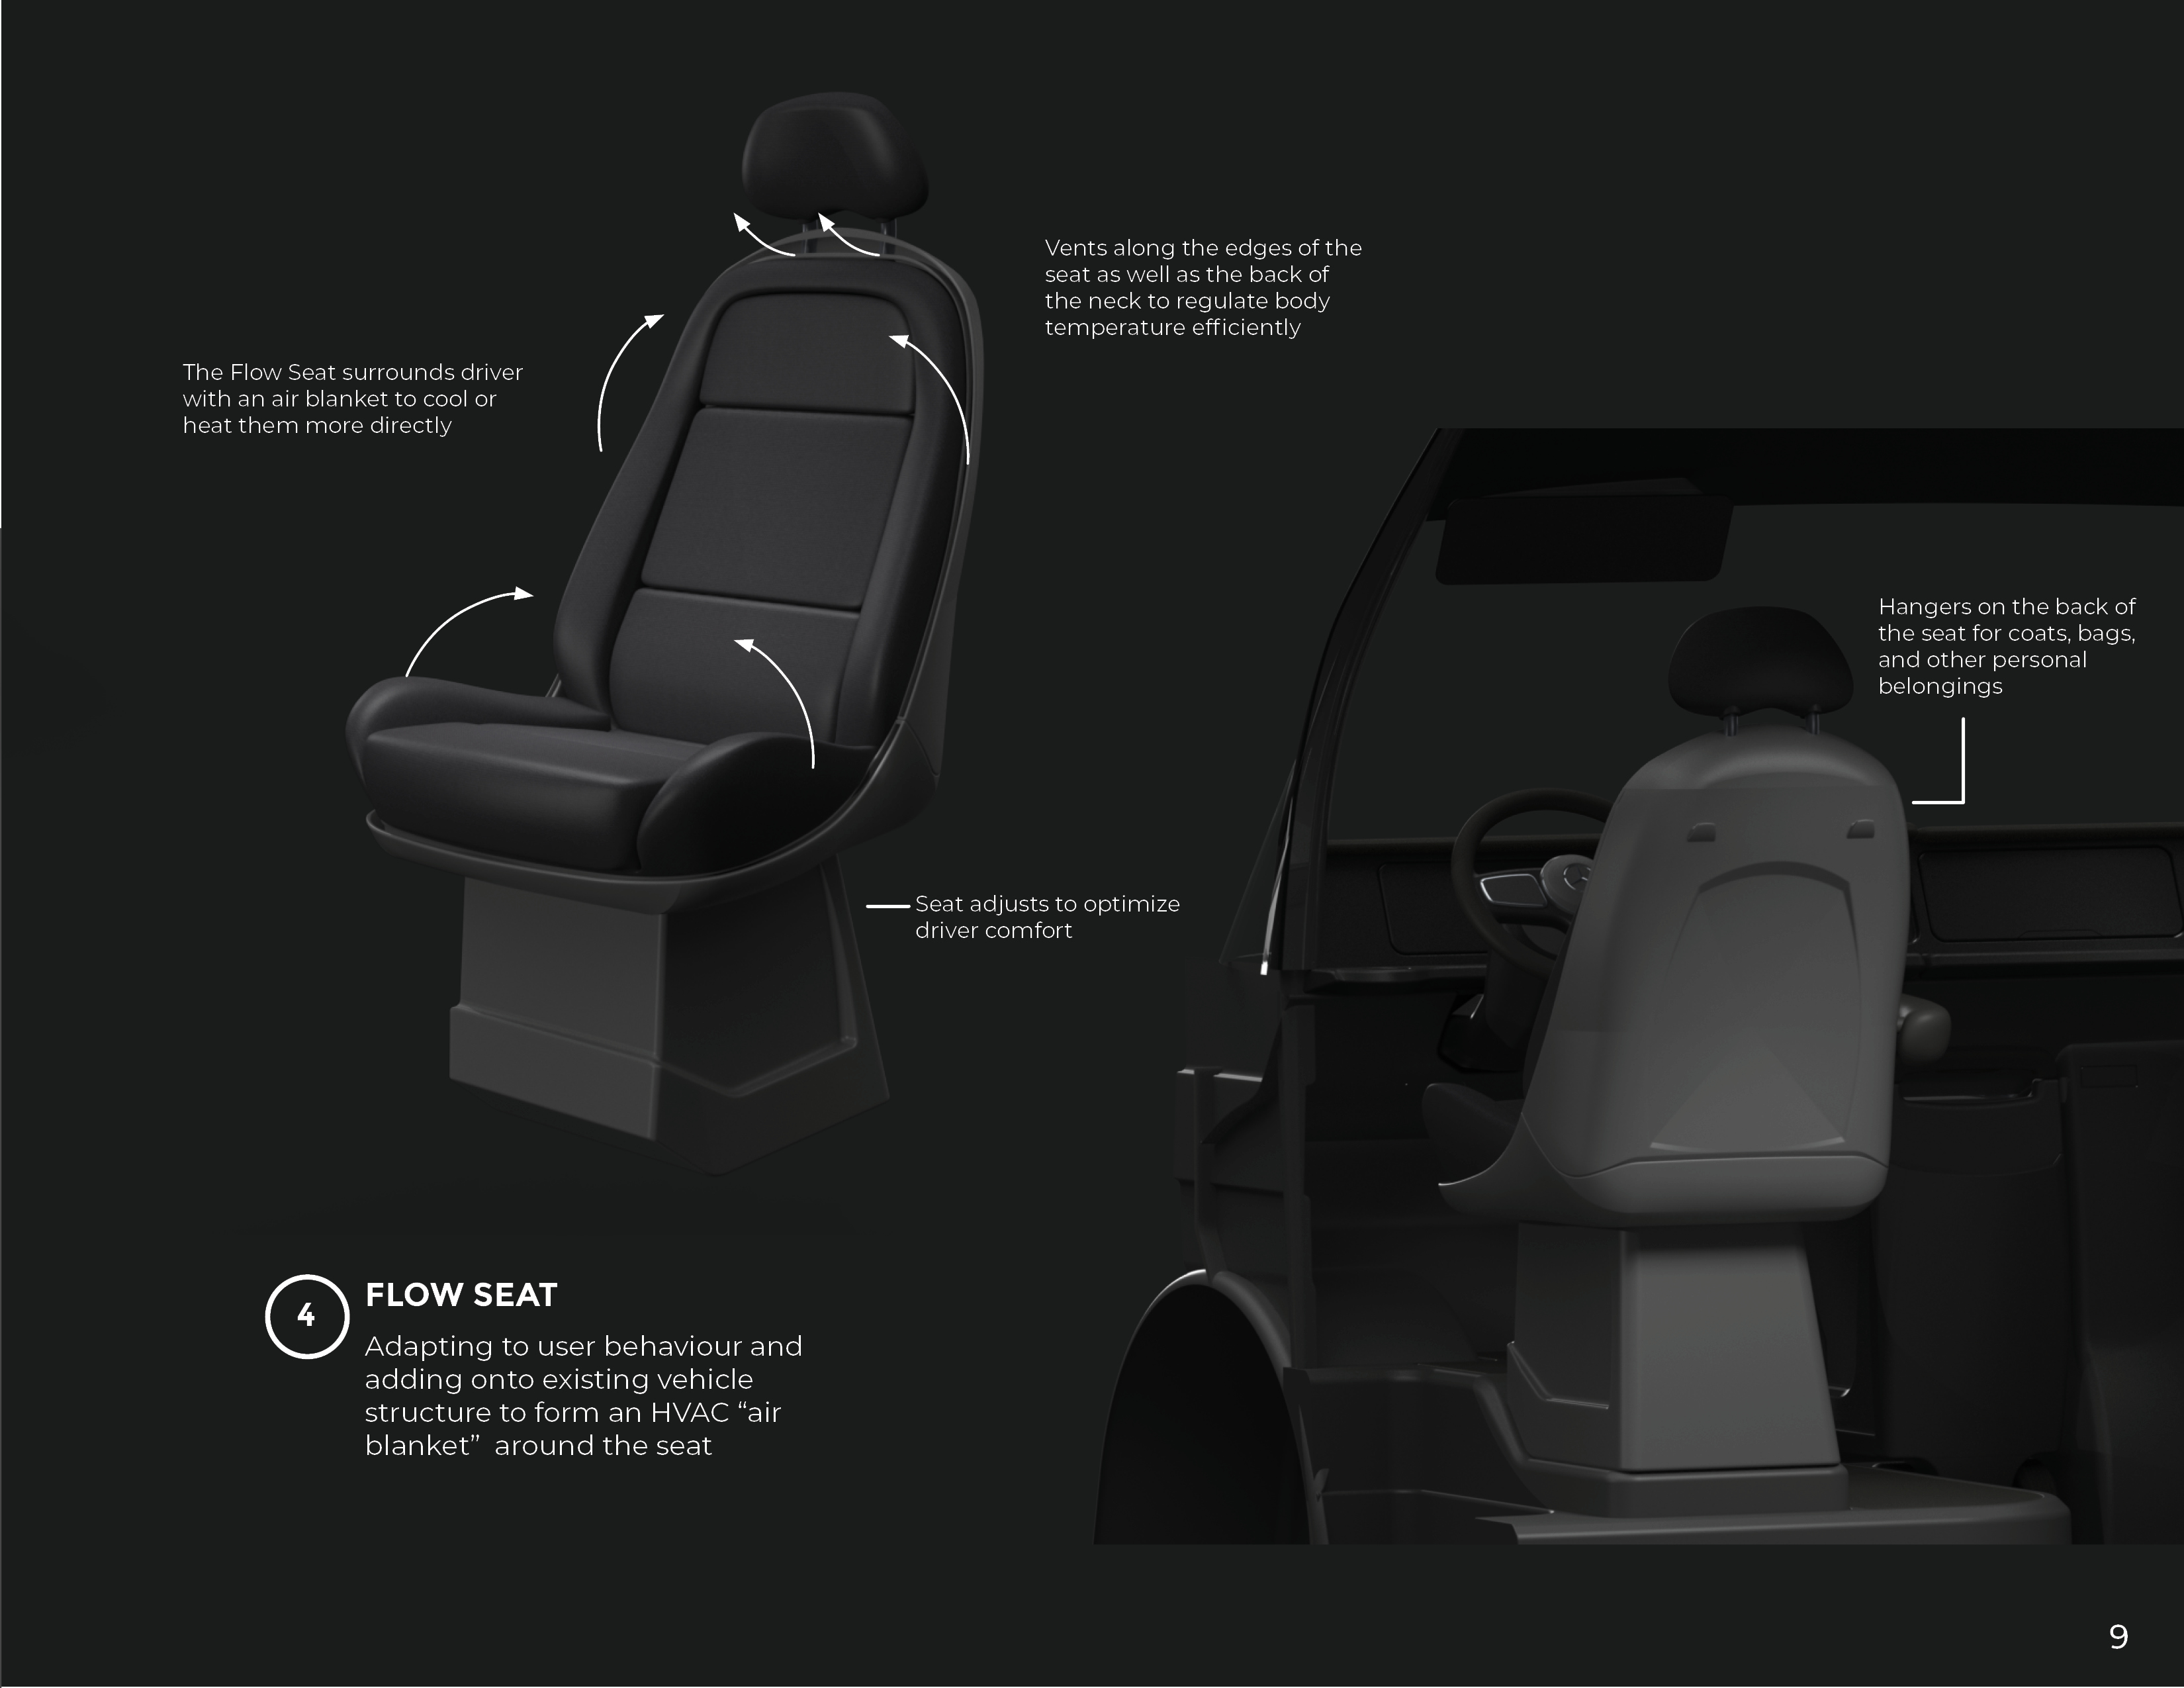 Vents along the edges of the
seat as well as the back of
the neck to regulate body
temperature efficiently
The Flow Seat surrounds driver
with an air blanket to cool or
heat them more directly
Hangers on the back of
the seat for coats, bags,
and other personal
belongings
Seat adjusts to optimize
driver comfort
4
FLOW SEAT
Adapting to user behaviour and
adding onto existing vehicle
structure to form an HVAC “air
blanket”  around the seat
9